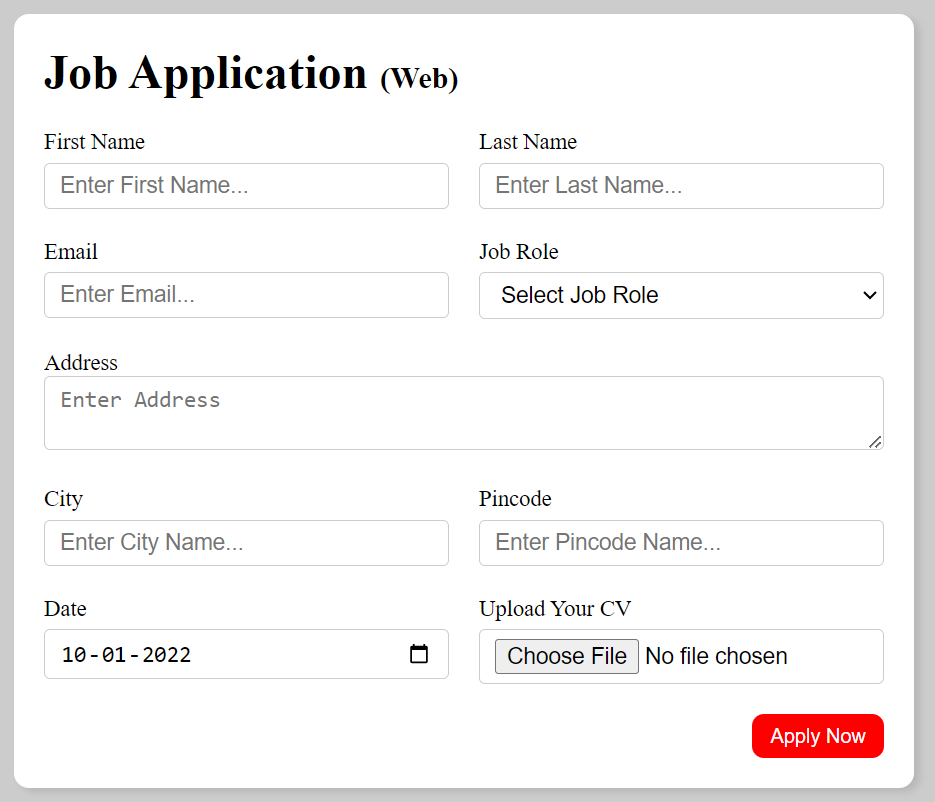 Job Application (Web)
First Name
Last Name
Enter First Name...
Enter Last Name...
Email
Job Role
Enter Email...
Select Job Role
Address
Enter Address
City
Pincode
Enter City Name...
Enter Pincode Name...
Date
Upload Your CV
10-01-2022
Choose File No file chosen
Apply Now